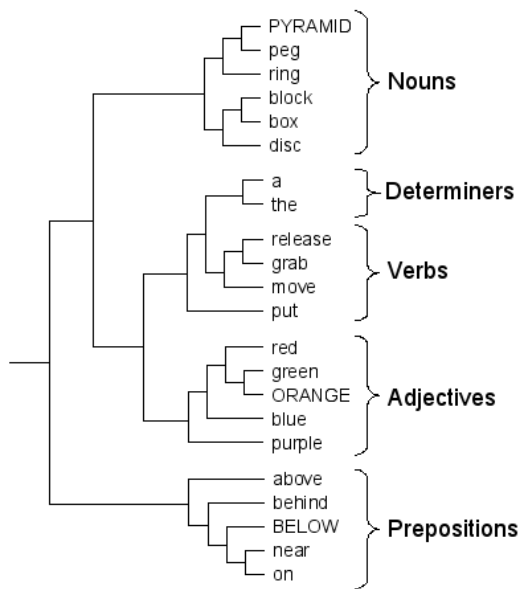 PYRAMID
peg
ring
block
box
disc
Nouns
a
the
Determiners
release
grab
move
put
Verbs
red
green
ORANGE
blue
purple
Adjectives
above
behind
BELOW
near
on
Prepositions